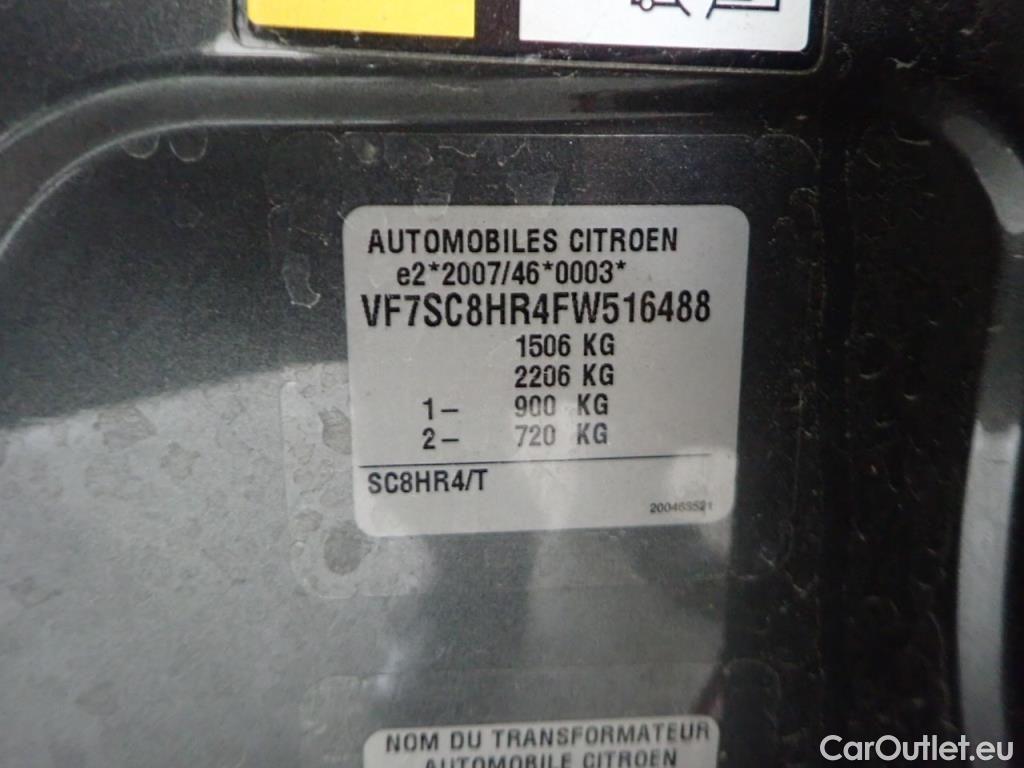 AUTOMOBILES CITROEN
e2*2007/46*0003*
VF7SC8HR4FW516488
1506 KG
2206 KG
1- 900 KG
2- 720 KG
SC8HR4/T
200463521
NOM DU TRANSFORMATEUR
AUTOMOBILE CITROEN
CarOutlet.eu